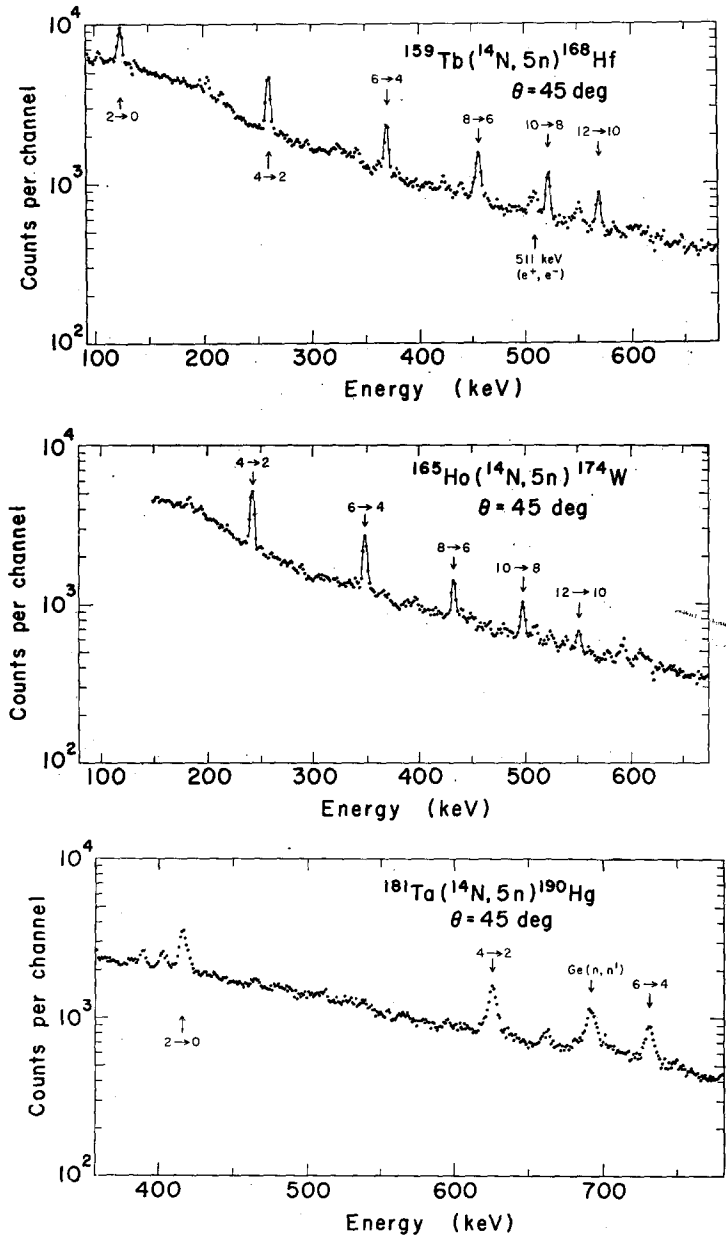 10⁴
¹⁵⁹Tb(¹⁴N, 5n)¹⁶⁸Hf
θ = 45 deg
2→0
4→2
6→4
8→6
10→8
12→10
511 keV
(e⁺, e⁻)
10³
10²
Counts per channel
100 200 300 400 500 600
Energy (keV)
10⁴
¹⁶⁵Ho(¹⁴N, 5n)¹⁷⁴W
θ = 45 deg
4→2
6→4
8→6
10→8
12→10
10³
10²
Counts per channel
100 200 300 400 500 600
Energy (keV)
10⁴
¹⁸¹Ta(¹⁴N, 5n)¹⁹⁰Hg
θ = 45 deg
2→0
4→2
Ge(n, n')
6→4
10³
10²
Counts per channel
400 500 600 700
Energy (keV)